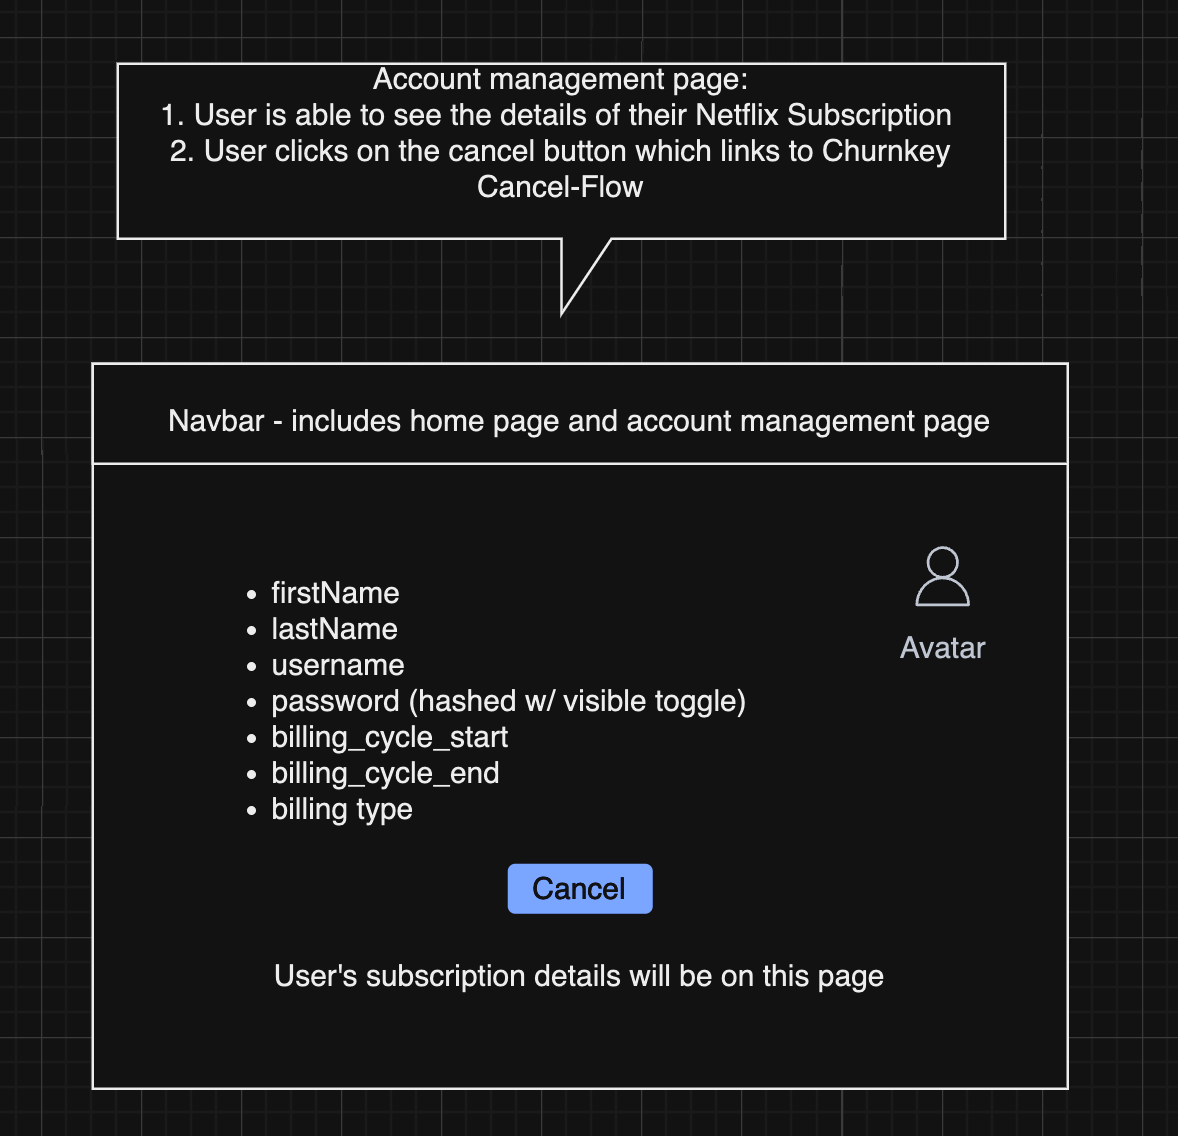 Account management page:
1. User is able to see the details of their Netflix Subscription
2. User clicks on the cancel button which links to Churnkey
Cancel-Flow
Navbar - includes home page and account management page
• firstName
• lastName
• username
• password (hashed w/ visible toggle)
• billing_cycle_start
• billing_cycle_end
• billing type
Avatar
Cancel
User's subscription details will be on this page